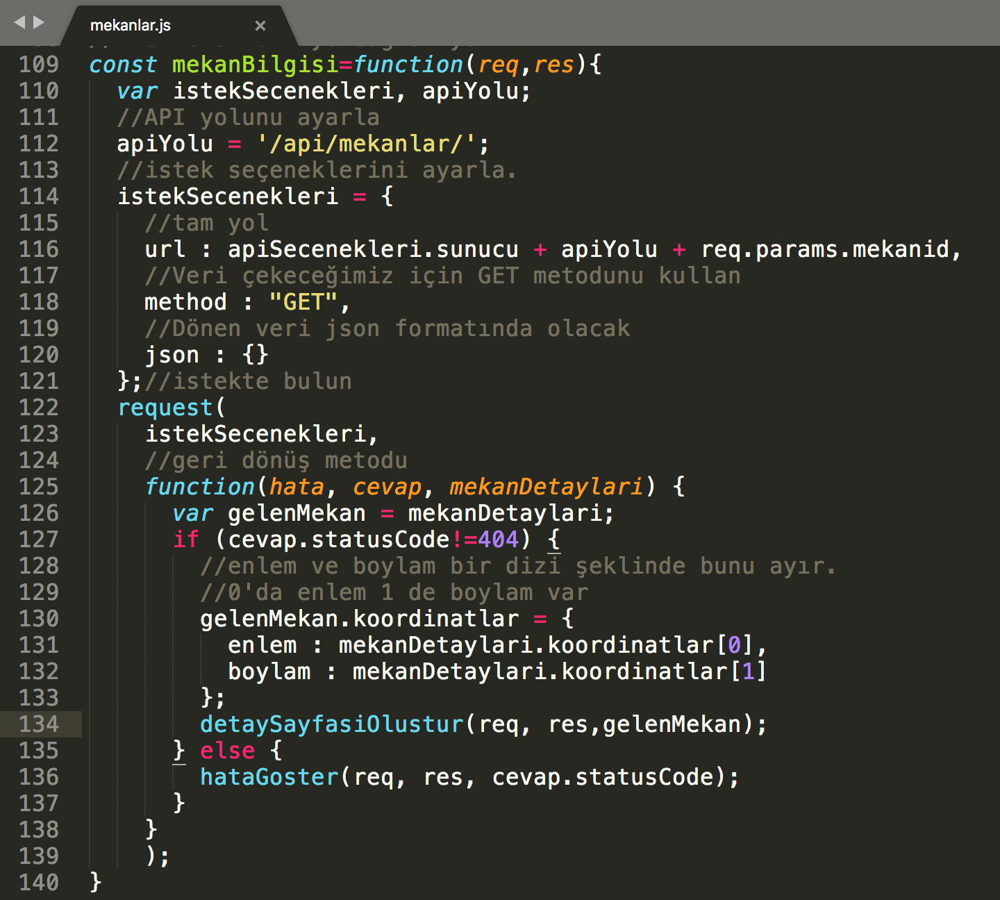 mekanlar.js ×
109 const mekanBilgisi=function(req,res){
110   var istekSecenekleri, apiYolu;
111   //API yolunu ayarla
112   apiYolu = '/api/mekanlar/';
113   //istek seçeneklerini ayarla.
114   istekSecenekleri = {
115     //tam yol
116     url : apiSecenekleri.sunucu + apiYolu + req.params.mekanid,
117     //Veri çekeceğimiz için GET metodunu kullan
118     method : "GET",
119     //Dönen veri json formatında olacak
120     json : {}
121   };//istekte bulun
122   request(
123     istekSecenekleri,
124     //geri dönüş metodu
125     function(hata, cevap, mekanDetaylari) {
126       var gelenMekan = mekanDetaylari;
127       if (cevap.statusCode!=404) {
128         //enlem ve boylam bir dizi şeklinde bunu ayır.
129         //0'da enlem 1 de boylam var
130         gelenMekan.koordinatlar = {
131           enlem : mekanDetaylari.koordinatlar[0],
132           boylam : mekanDetaylari.koordinatlar[1]
133         };
134         detaySayfasiOlustur(req, res,gelenMekan);
135       } else {
136         hataGoster(req, res, cevap.statusCode);
137       }
138     }
139     );
140 }